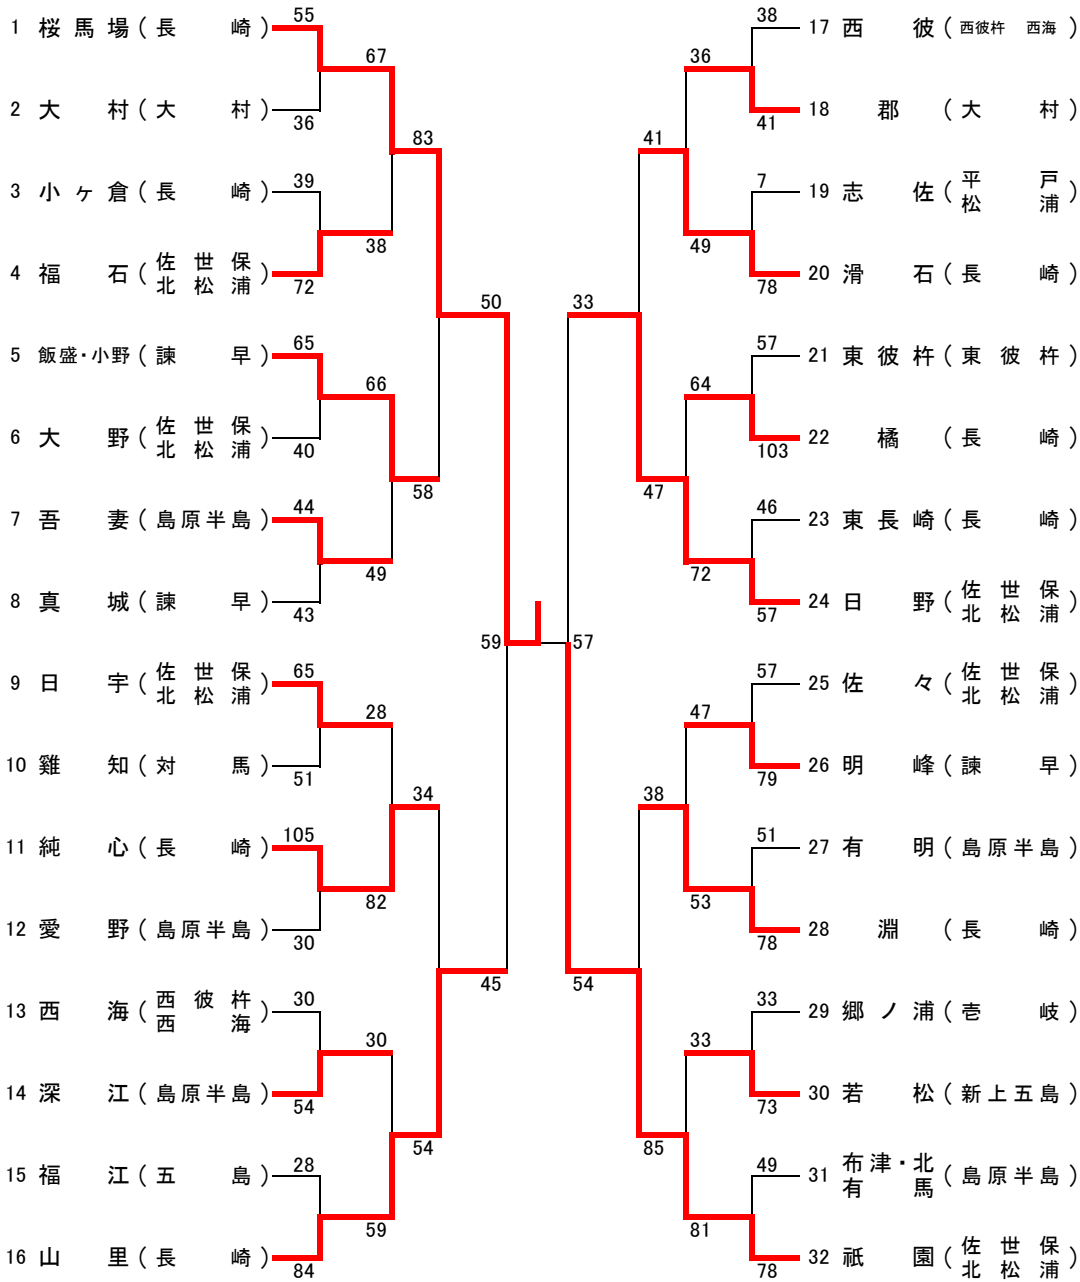 1 桜馬場(長崎) 55
2 大村(大村) 36
67
3 小ヶ倉(長崎) 39
4 福石(佐世保北松浦) 72
38
83
5 飯盛・小野(諫早) 65
6 大野(佐世保北松浦) 40
66
7 吾妻(島原半島) 44
8 真城(諫早) 43
49
58
50
9 日宇(佐世保北松浦) 65
10 雞知(対馬) 51
28
11 純心(長崎) 105
12 愛野(島原半島) 30
82
34
13 西海(西彼杵西海) 30
14 深江(島原半島) 54
30
15 福江(五島) 28
16 山里(長崎) 84
59
54
45
59
57
38 17 西彼(西彼杵 西海)
41 18 郡(大村)
36
7 19 志佐(平戸松浦)
78 20 滑石(長崎)
49
41
57 21 東彼杵(東彼杵)
103 22 橘(長崎)
64
46 23 東長崎(長崎)
57 24 日野(佐世保北松浦)
72
47
33
57 25 佐々(佐世保北松浦)
79 26 明峰(諫早)
47
51 27 有明(島原半島)
78 28 淵(長崎)
53
38
33 29 郷ノ浦(壱岐)
73 30 若松(新上五島)
33
49 31 布津・北有馬(島原半島)
78 32 祇園(佐世保北松浦)
81
85
54